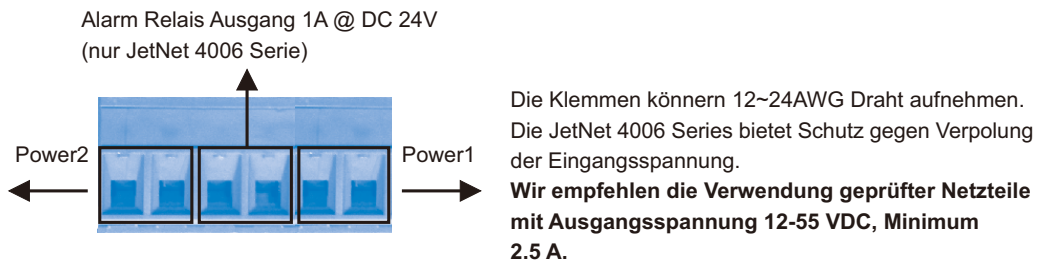 Alarm Relais Ausgang 1A @ DC 24V
(nur JetNet 4006 Serie)
Power2
Power1
Die Klemmen könnern 12~24AWG Draht aufnehmen.
Die JetNet 4006 Series bietet Schutz gegen Verpolung
der Eingangsspannung.
Wir empfehlen die Verwendung geprüfter Netzteile
mit Ausgangsspannung 12-55 VDC, Minimum
2.5 A.